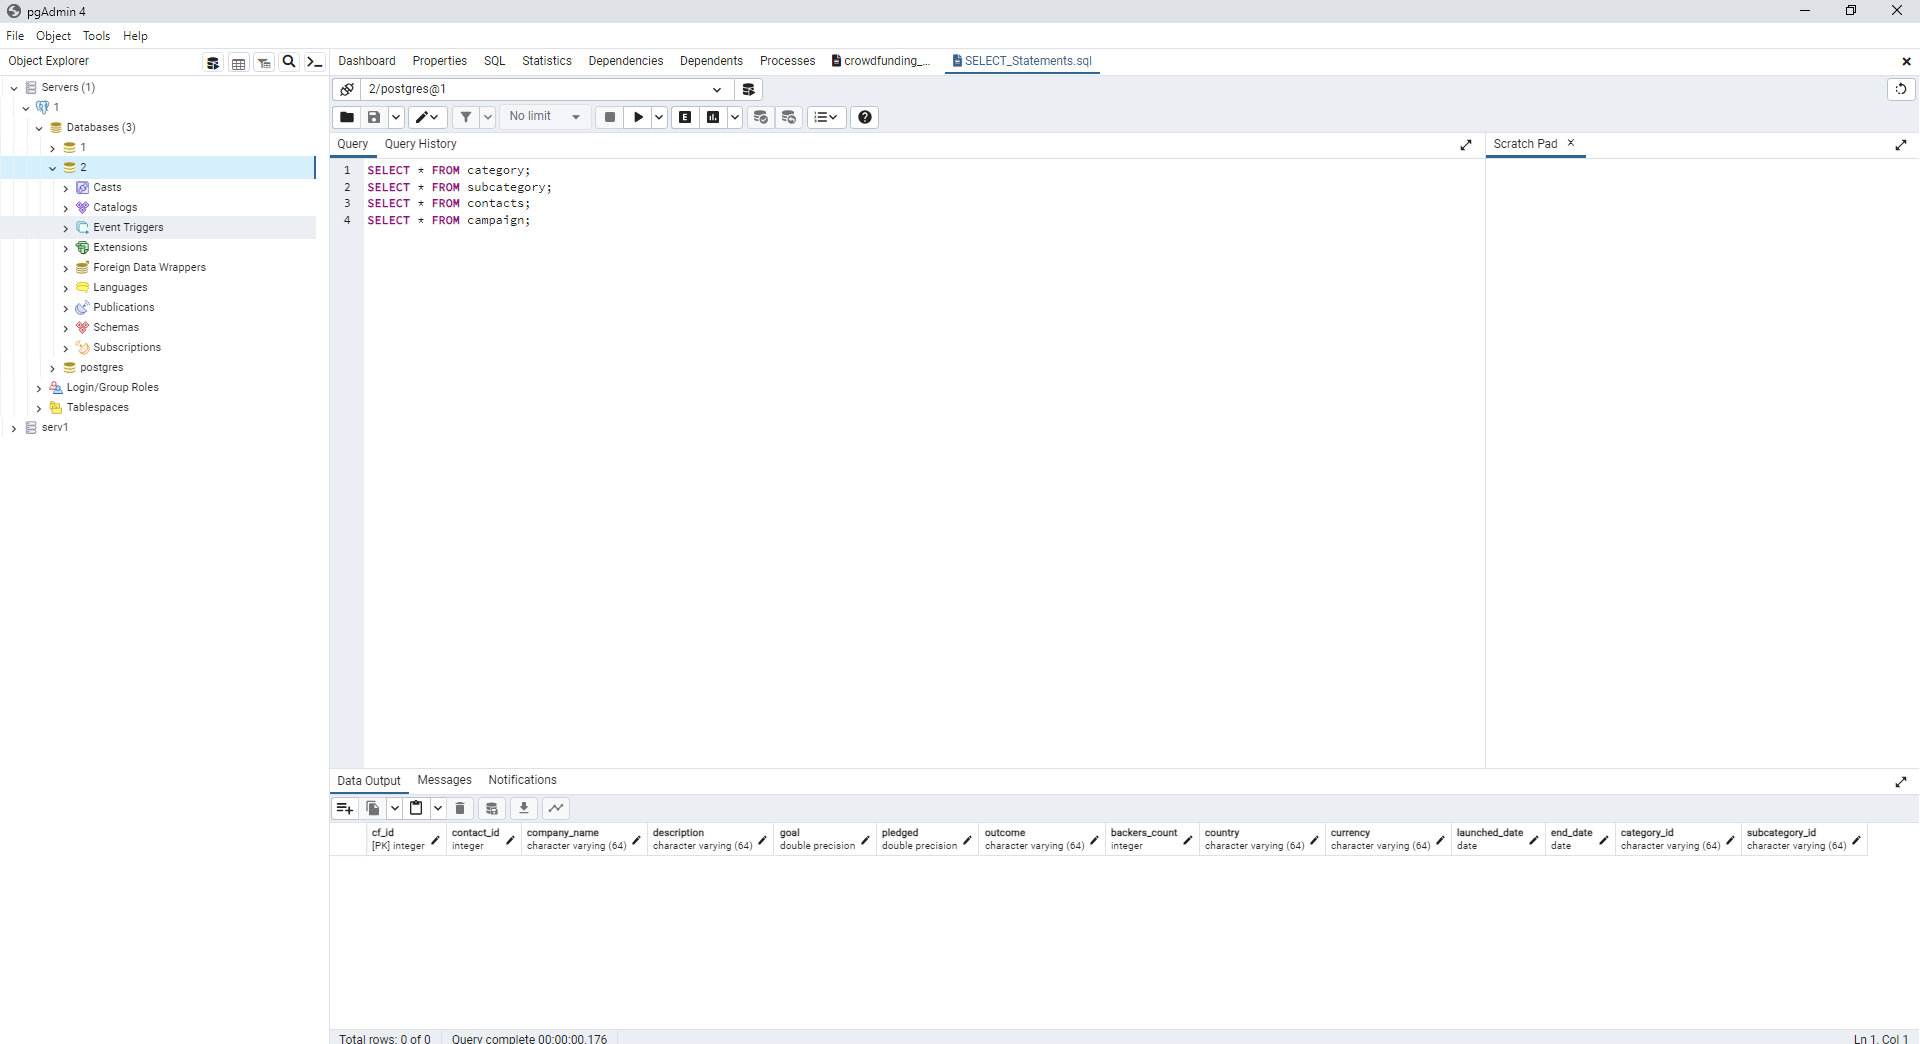 pgAdmin 4
File Object Tools Help
Object Explorer
Dashboard Properties SQL Statistics Dependencies Dependents Processes crowdfunding_... SELECT_Statements.sql
Servers (1)
1
Databases (3)
1
2
Casts
Catalogs
Event Triggers
Extensions
Foreign Data Wrappers
Languages
Publications
Schemas
Subscriptions
postgres
Login/Group Roles
Tablespaces
serv1
2/postgres@1
No limit
E
Query Query History
Scratch Pad
1 SELECT * FROM category;
2 SELECT * FROM subcategory;
3 SELECT * FROM contacts;
4 SELECT * FROM campaign;
Data Output Messages Notifications
cf_id contact_id company_name description goal pledged outcome backers_count country currency launched_date end_date category_id subcategory_id
[PK] integer integer character varying (64) character varying (64) double precision double precision character varying (64) integer character varying (64) character varying (64) date date character varying (64) character varying (64)
Total rows: 0 of 0 Query complete 00:00:00.176 Ln 1, Col 1